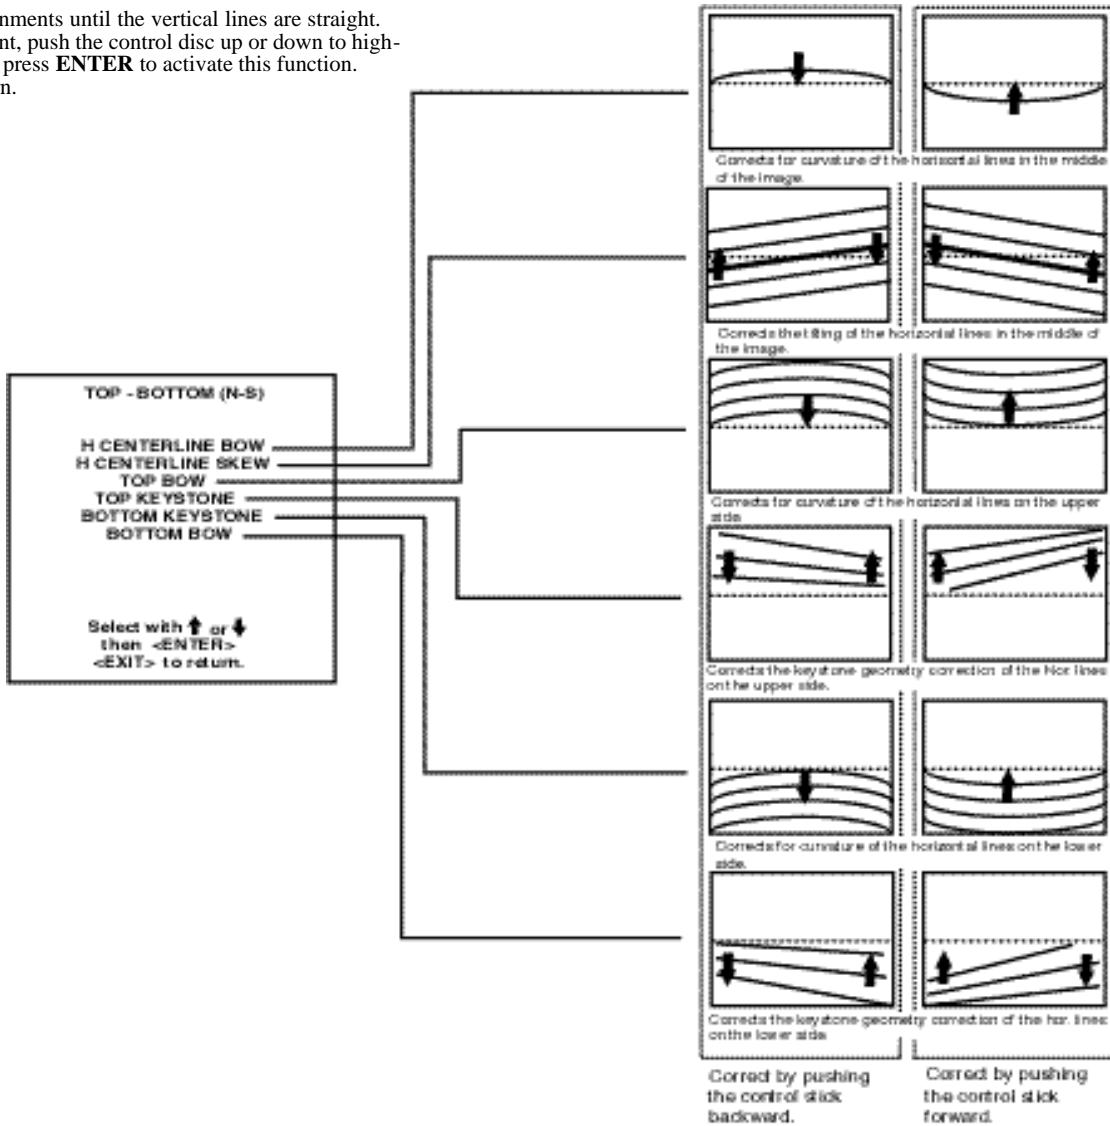 nments until the vertical lines are straight.
nt, push the control disc up or down to high-
press ENTER to activate this function.
n.
Corrects for curvature of the horisontal lines in the middle
of the image.
Corrects the tilting of the horizontal lines in the middle of
the image.
TOP - BOTTOM (N-S)
H CENTERLINE BOW
H CENTERLINE SKEW
TOP BOW
TOP KEYSTONE
BOTTOM KEYSTONE
BOTTOM BOW
Select with or
then <ENTER>
<EXIT> to return.
Corrects for curvature of the horizontal lines on the upper
side
Corrects the keystone geometry correction of the Hor. lines
on the upper side.
Corrects for curvature of the horizontal lines on the lower
side.
Corrects the keystone geometry correction of the hor. lines
on the lower side
Correct by pushing
the control stick
backward.
Correct by pushing
the control stick
forward.